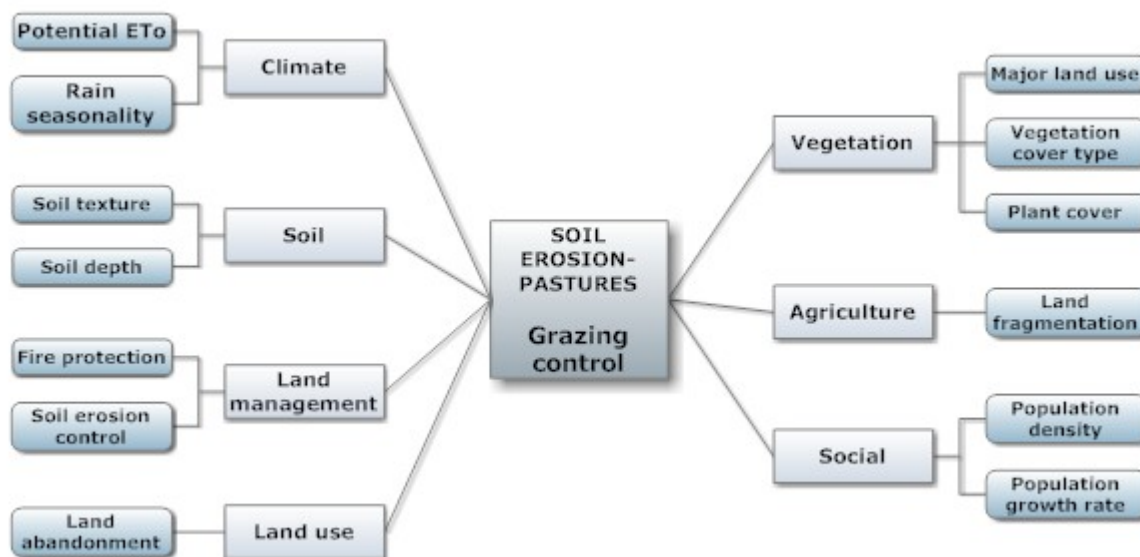 Potential ETo
Rain
seasonality
Climate
Soil texture
Soil depth
Soil
Fire protection
Soil erosion
control
Land
management
Land
abandonment
Land use
SOIL
EROSION-
PASTURES
Grazing
control
Vegetation
Major land use
Vegetation
cover type
Plant cover
Agriculture
Land
fragmentation
Social
Population
density
Population
growth rate